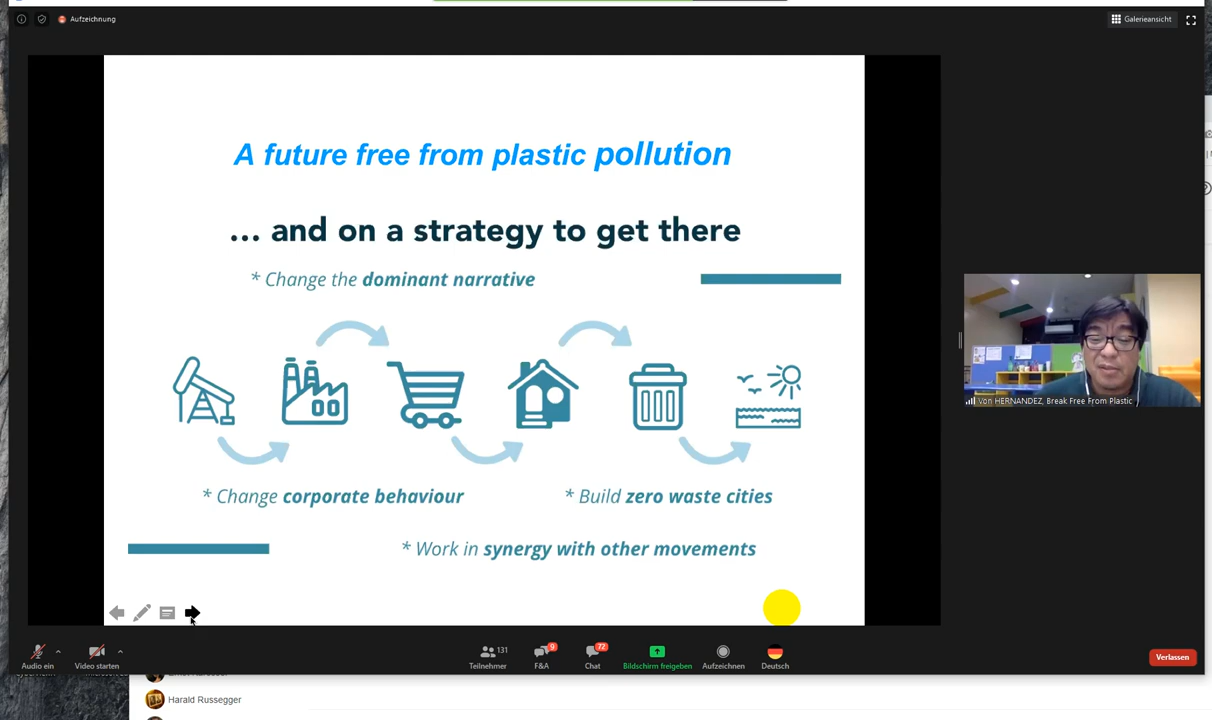 Aufzeichnung
Galerieansicht
A future free from plastic pollution
... and on a strategy to get there
* Change the dominant narrative
* Change corporate behaviour
* Build zero waste cities
* Work in synergy with other movements
Von HERNANDEZ, Break Free From Plastic
131
9
72
Audio ein
Video starten
Teilnehmer
F&A
Chat
Bildschirm freigeben
Aufzeichnen
Deutsch
Verlassen
Harald Russegger